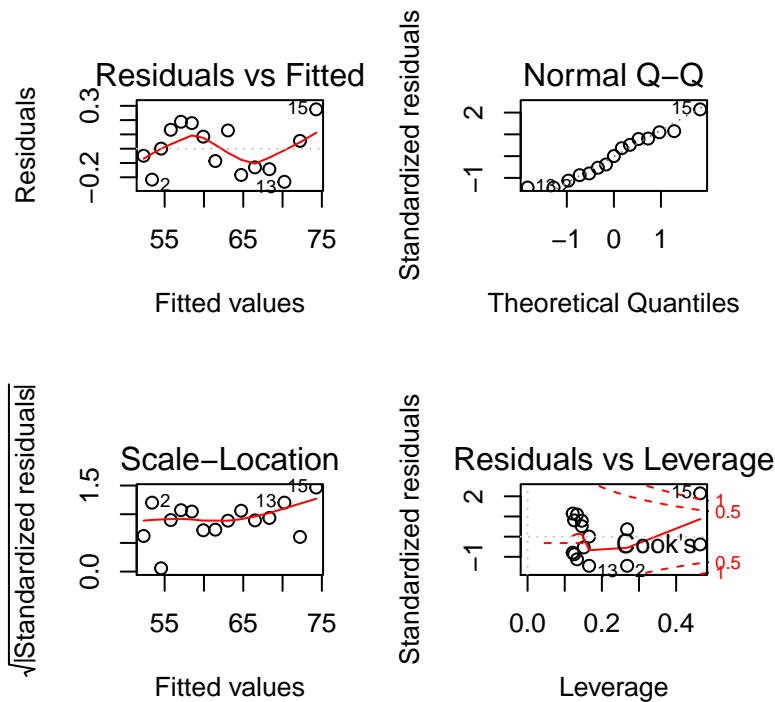 Residuals vs Fitted
Residuals
0.3
−0.2
15
2
13
55 65 75
Fitted values
Normal Q−Q
Standardized residuals
2
−1
15
13 2
−1 0 1
Theoretical Quantiles
Scale−Location
√|Standardized residuals|
1.5
0.0
2
13
15
55 65 75
Fitted values
Residuals vs Leverage
Standardized residuals
2
−1
15
Cook's
13
2
1
0.5
0.5
1
0.0 0.2 0.4
Leverage